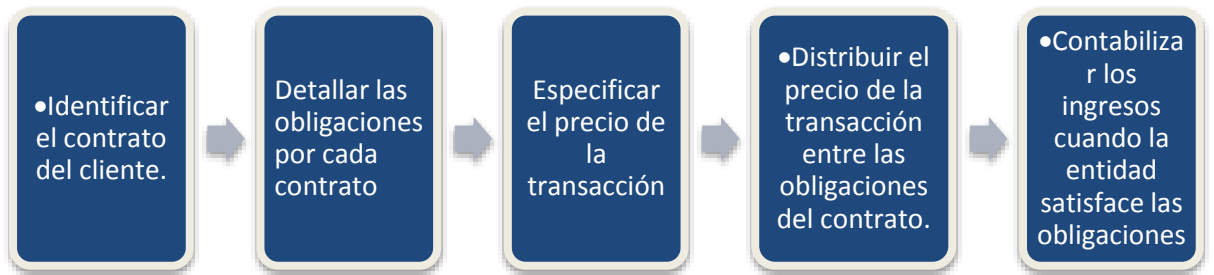 •Identificar
el contrato
del cliente.
Detallar las
obligaciones
por cada
contrato
Especificar
el precio de
la
transacción
•Distribuir el
precio de la
transacción
entre las
obligaciones
del contrato.
•Contabiliza
r los
ingresos
cuando la
entidad
satisface las
obligaciones